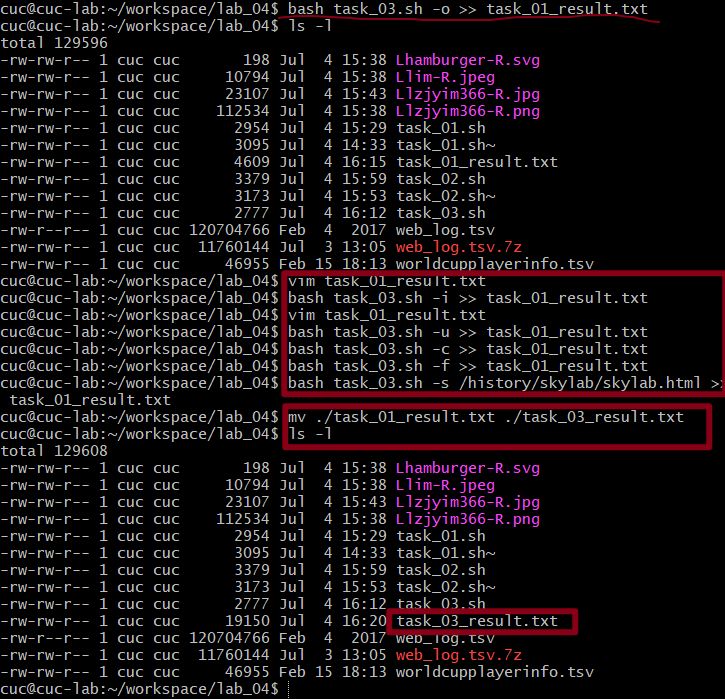 cuc@cuc-lab:~/workspace/lab_04$ bash task_03.sh -o >> task_01_result.txt
cuc@cuc-lab:~/workspace/lab_04$ ls -l
total 129596
-rw-rw-r-- 1 cuc cuc       198 Jul  4 15:38 Lhamburger-R.svg
-rw-rw-r-- 1 cuc cuc     10794 Jul  4 15:38 Llim-R.jpeg
-rw-rw-r-- 1 cuc cuc     23107 Jul  4 15:43 Llzjyim366-R.jpg
-rw-rw-r-- 1 cuc cuc    112534 Jul  4 15:38 Llzjyim366-R.png
-rw-rw-r-- 1 cuc cuc      2954 Jul  4 15:29 task_01.sh
-rw-rw-r-- 1 cuc cuc      3095 Jul  4 14:33 task_01.sh~
-rw-rw-r-- 1 cuc cuc      4609 Jul  4 16:15 task_01_result.txt
-rw-rw-r-- 1 cuc cuc      3379 Jul  4 15:59 task_02.sh
-rw-rw-r-- 1 cuc cuc      3173 Jul  4 15:53 task_02.sh~
-rw-rw-r-- 1 cuc cuc      2777 Jul  4 16:12 task_03.sh
-rw-r--r-- 1 cuc cuc 120704766 Feb  4  2017 web_log.tsv
-rw-rw-r-- 1 cuc cuc  11760144 Jul  3 13:05 web_log.tsv.7z
-rw-rw-r-- 1 cuc cuc     46955 Feb 15 18:13 worldcupplayerinfo.tsv
cuc@cuc-lab:~/workspace/lab_04$ vim task_01_result.txt
cuc@cuc-lab:~/workspace/lab_04$ bash task_03.sh -i >> task_01_result.txt
cuc@cuc-lab:~/workspace/lab_04$ vim task_01_result.txt
cuc@cuc-lab:~/workspace/lab_04$ bash task_03.sh -u >> task_01_result.txt
cuc@cuc-lab:~/workspace/lab_04$ bash task_03.sh -c >> task_01_result.txt
cuc@cuc-lab:~/workspace/lab_04$ bash task_03.sh -f >> task_01_result.txt
cuc@cuc-lab:~/workspace/lab_04$ bash task_03.sh -s /history/skylab/skylab.html >>
 task_01_result.txt
cuc@cuc-lab:~/workspace/lab_04$ mv ./task_01_result.txt ./task_03_result.txt
cuc@cuc-lab:~/workspace/lab_04$ ls -l
total 129608
-rw-rw-r-- 1 cuc cuc       198 Jul  4 15:38 Lhamburger-R.svg
-rw-rw-r-- 1 cuc cuc     10794 Jul  4 15:38 Llim-R.jpeg
-rw-rw-r-- 1 cuc cuc     23107 Jul  4 15:43 Llzjyim366-R.jpg
-rw-rw-r-- 1 cuc cuc    112534 Jul  4 15:38 Llzjyim366-R.png
-rw-rw-r-- 1 cuc cuc      2954 Jul  4 15:29 task_01.sh
-rw-rw-r-- 1 cuc cuc      3095 Jul  4 14:33 task_01.sh~
-rw-rw-r-- 1 cuc cuc      3379 Jul  4 15:59 task_02.sh
-rw-rw-r-- 1 cuc cuc      3173 Jul  4 15:53 task_02.sh~
-rw-rw-r-- 1 cuc cuc      2777 Jul  4 16:12 task_03.sh
-rw-rw-r-- 1 cuc cuc     19150 Jul  4 16:20 task_03_result.txt
-rw-r--r-- 1 cuc cuc 120704766 Feb  4  2017 web_log.tsv
-rw-rw-r-- 1 cuc cuc  11760144 Jul  3 13:05 web_log.tsv.7z
-rw-rw-r-- 1 cuc cuc     46955 Feb 15 18:13 worldcupplayerinfo.tsv
cuc@cuc-lab:~/workspace/lab_04$